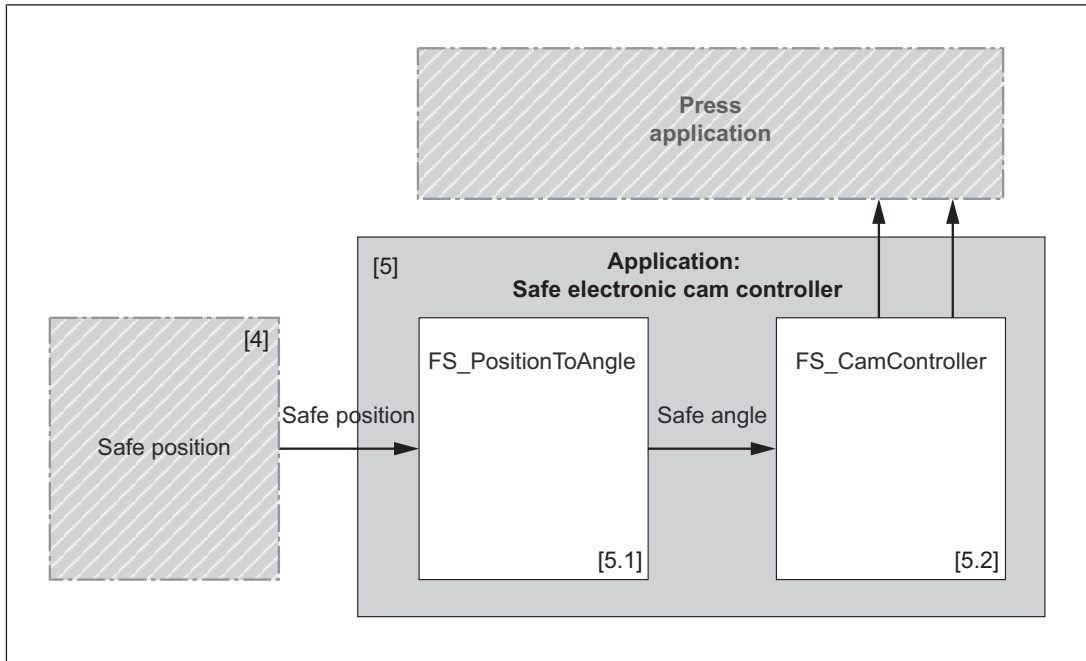 Press
application
[5]
Application:
Safe electronic cam controller
[4]
FS_PositionToAngle
FS_CamController
Safe position
Safe angle
Safe position
[5.1]
[5.2]